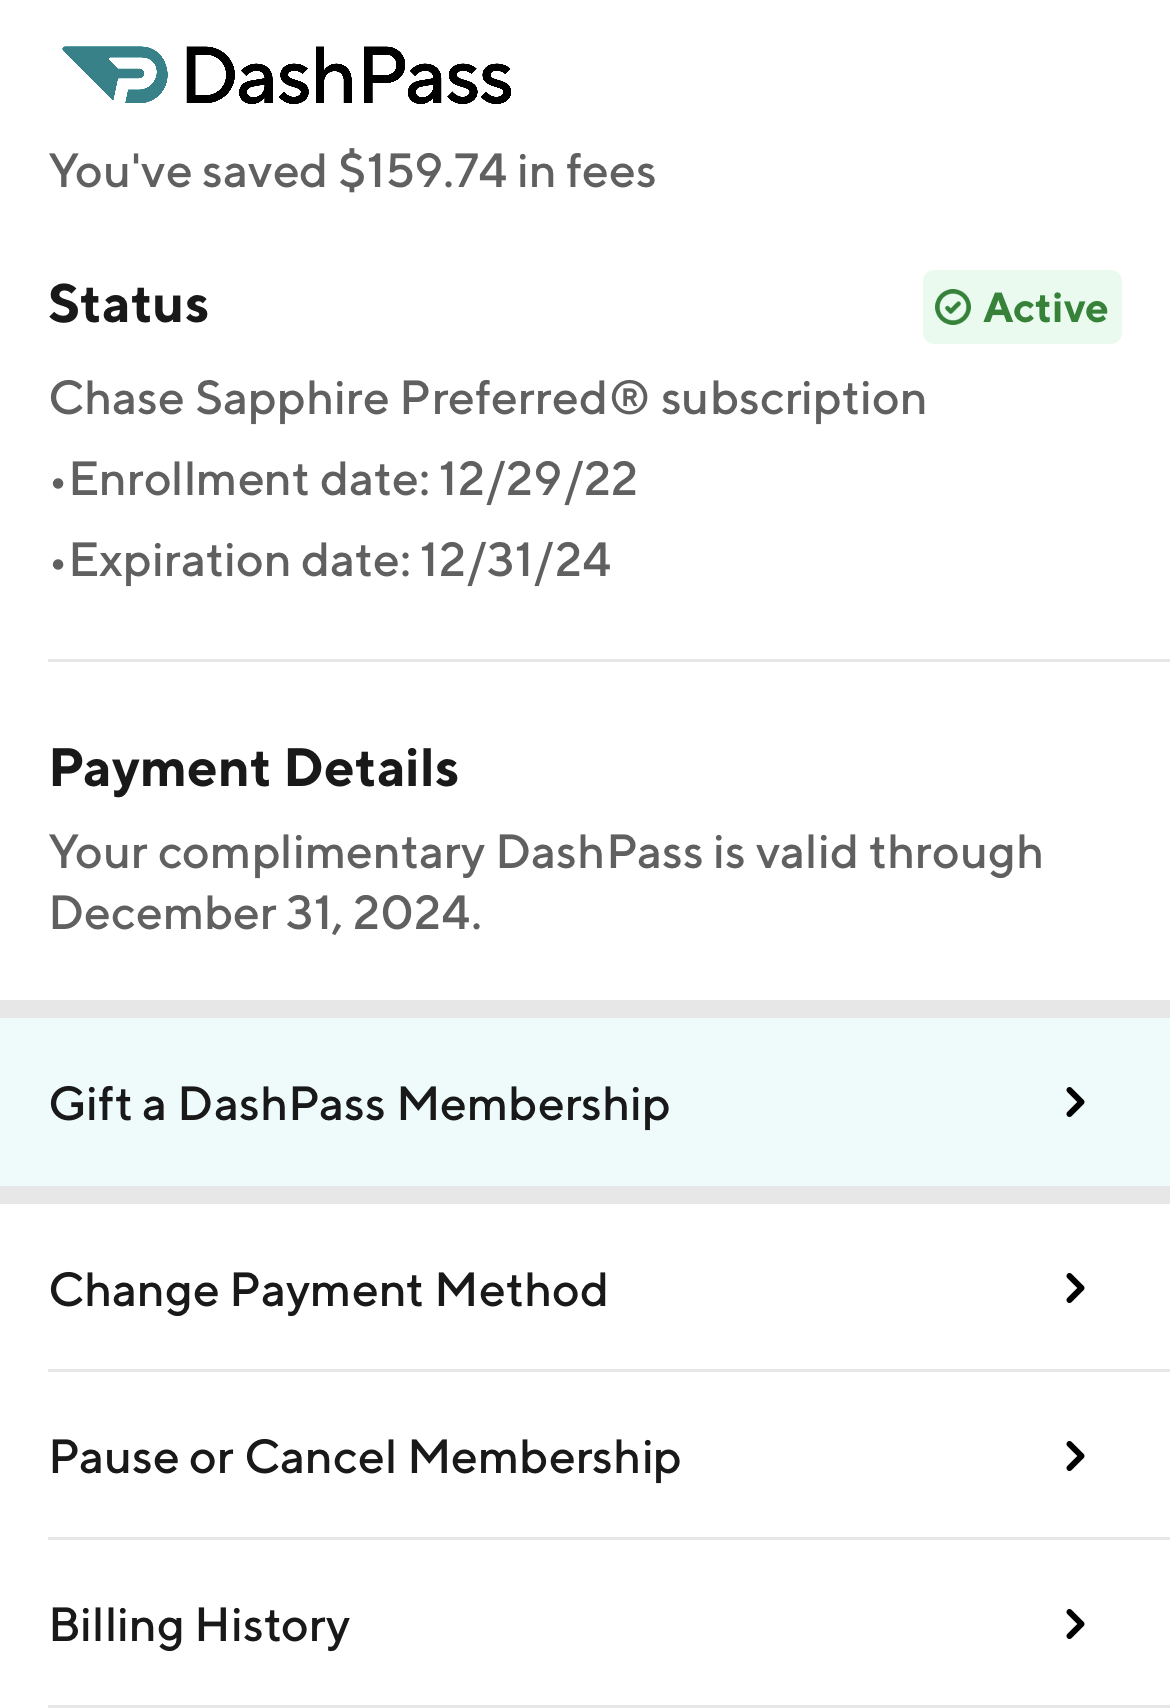 DashPass
You've saved $159.74 in fees
Status
Active
Chase Sapphire Preferred® subscription
•Enrollment date: 12/29/22
•Expiration date: 12/31/24
Payment Details
Your complimentary DashPass is valid through
December 31, 2024.
Gift a DashPass Membership
Change Payment Method
Pause or Cancel Membership
Billing History